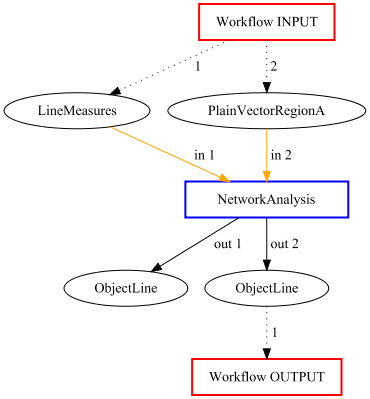 Workflow INPUT
1
2
LineMeasures
PlainVectorRegionA
in 1
in 2
NetworkAnalysis
out 1
out 2
ObjectLine
ObjectLine
1
Workflow OUTPUT